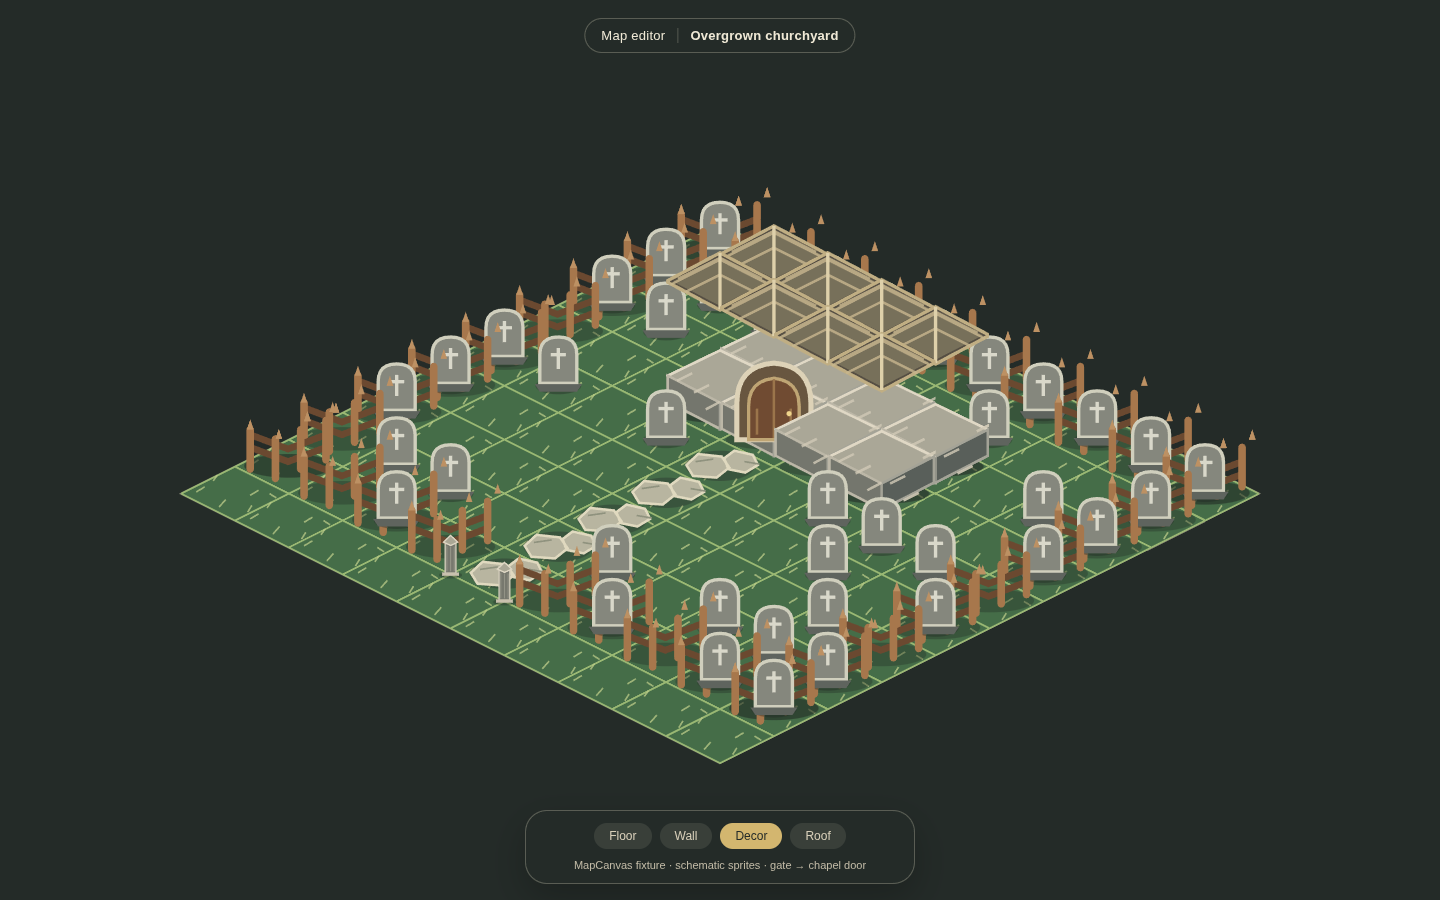 Map editor Overgrown churchyard
Floor Wall Decor Roof
MapCanvas fixture · schematic sprites · gate → chapel door